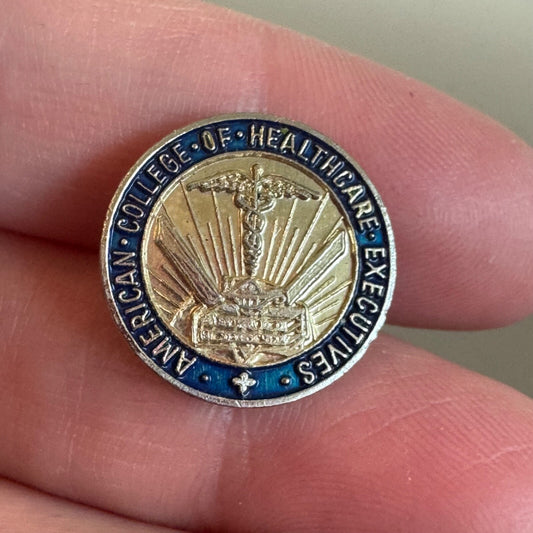 AMERICAN · COLLEGE · OF · HEALTHCARE · EXECUTIVES